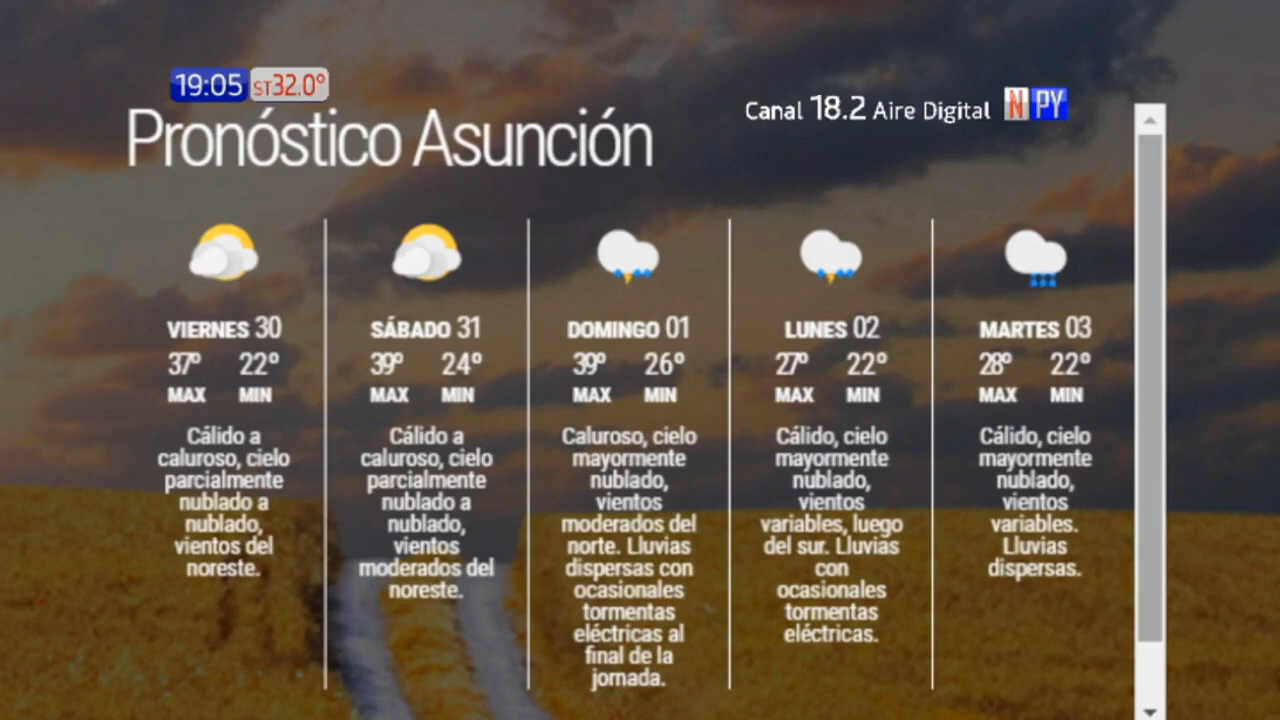 19:05 ST32.0°
Canal 18.2 Aire Digital NPY
Pronóstico Asunción
VIERNES 30
37° 22°
MAX MIN
Cálido a
caluroso, cielo
parcialmente
nublado a
nublado,
vientos del
noreste.
SÁBADO 31
39° 24°
MAX MIN
Cálido a
caluroso, cielo
parcialmente
nublado a
nublado,
vientos
moderados del
noreste.
DOMINGO 01
39° 26°
MAX MIN
Caluroso, cielo
mayormente
nublado,
vientos
moderados del
norte. Lluvias
dispersas con
ocasionales
tormentas
eléctricas al
final de la
jornada.
LUNES 02
27° 22°
MAX MIN
Cálido, cielo
mayormente
nublado,
vientos
variables, luego
del sur. Lluvias
con
ocasionales
tormentas
eléctricas.
MARTES 03
28° 22°
MAX MIN
Cálido, cielo
mayormente
nublado,
vientos
variables.
Lluvias
dispersas.